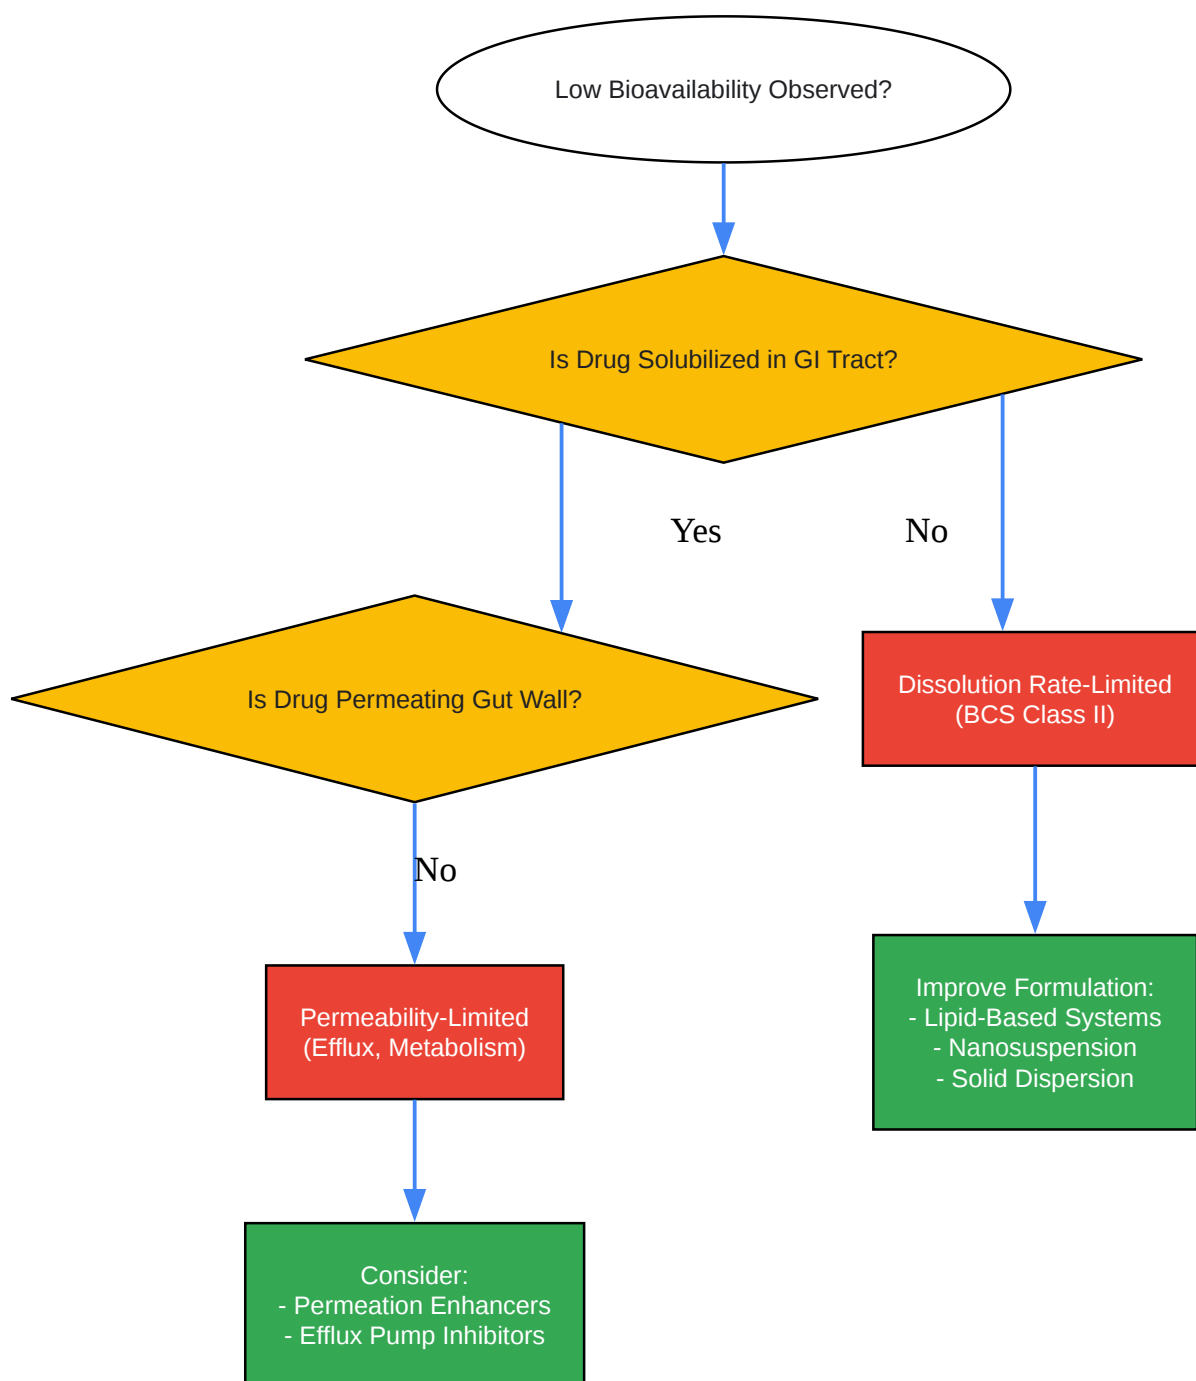 Low Bioavailability Observed?
Is Drug Solubilized in GI Tract?
Yes
No
Is Drug Permeating Gut Wall?
Dissolution Rate-Limited
(BCS Class II)
No
Improve Formulation:
- Lipid-Based Systems
- Nanosuspension
- Solid Dispersion
Permeability-Limited
(Efflux, Metabolism)
Consider:
- Permeation Enhancers
- Efflux Pump Inhibitors